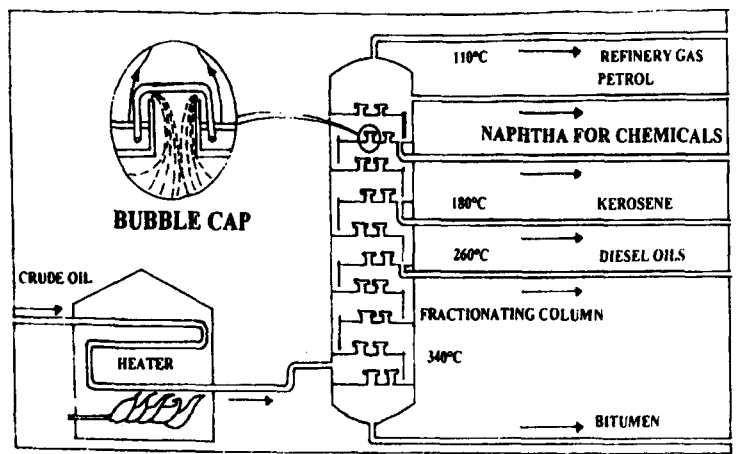 110°C
REFINERY GAS
PETROL
NAPHTHA FOR CHEMICALS
180°C
KEROSENE
BUBBLE CAP
260°C
DIESEL OILS
CRUDE OIL
FRACTIONATING COLUMN
HEATER
340°C
BITUMEN